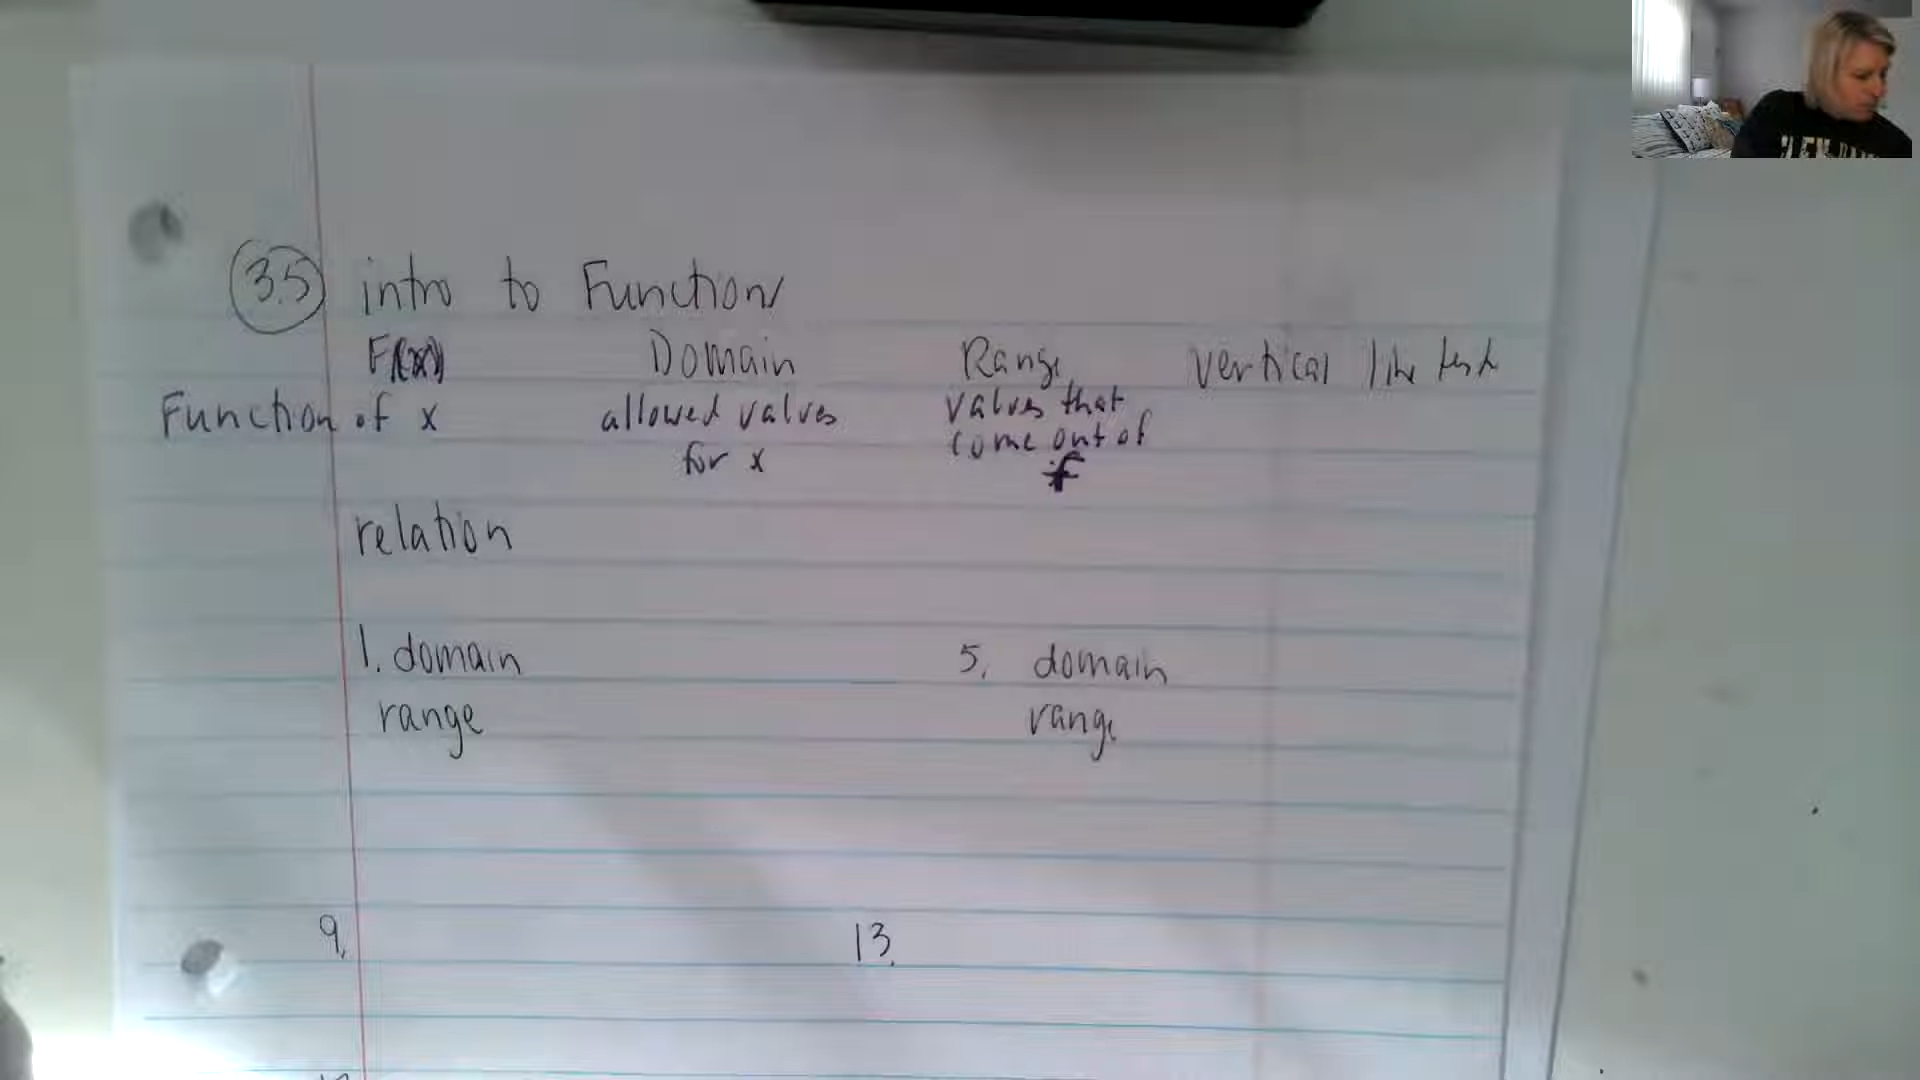 3.5 intro to Function
F(x) Domain Range vertical line test
Function of x allowed values values that
for x come out of
f
relation
1. domain 5. domain
range range
9. 13.